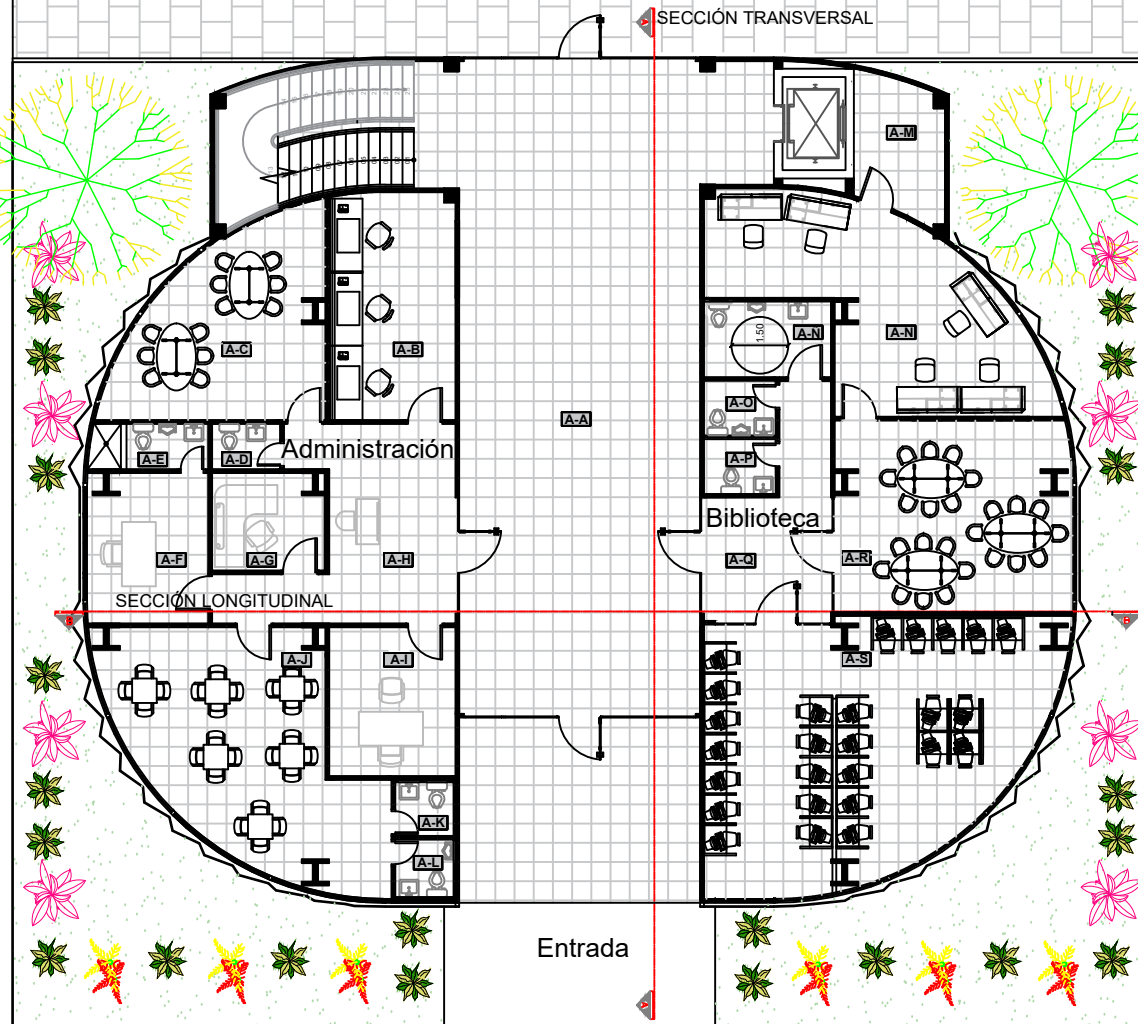 SECCIÓN TRANSVERSAL
A-M
A-N
1.50
A-N
A-C
A-B
A-O
A-A
Administración
A-E
A-D
A-P
Biblioteca
A-F
A-G
A-H
A-Q
A-R
SECCIÓN LONGITUDINAL
A-J
A-I
A-S
A-K
A-L
Entrada